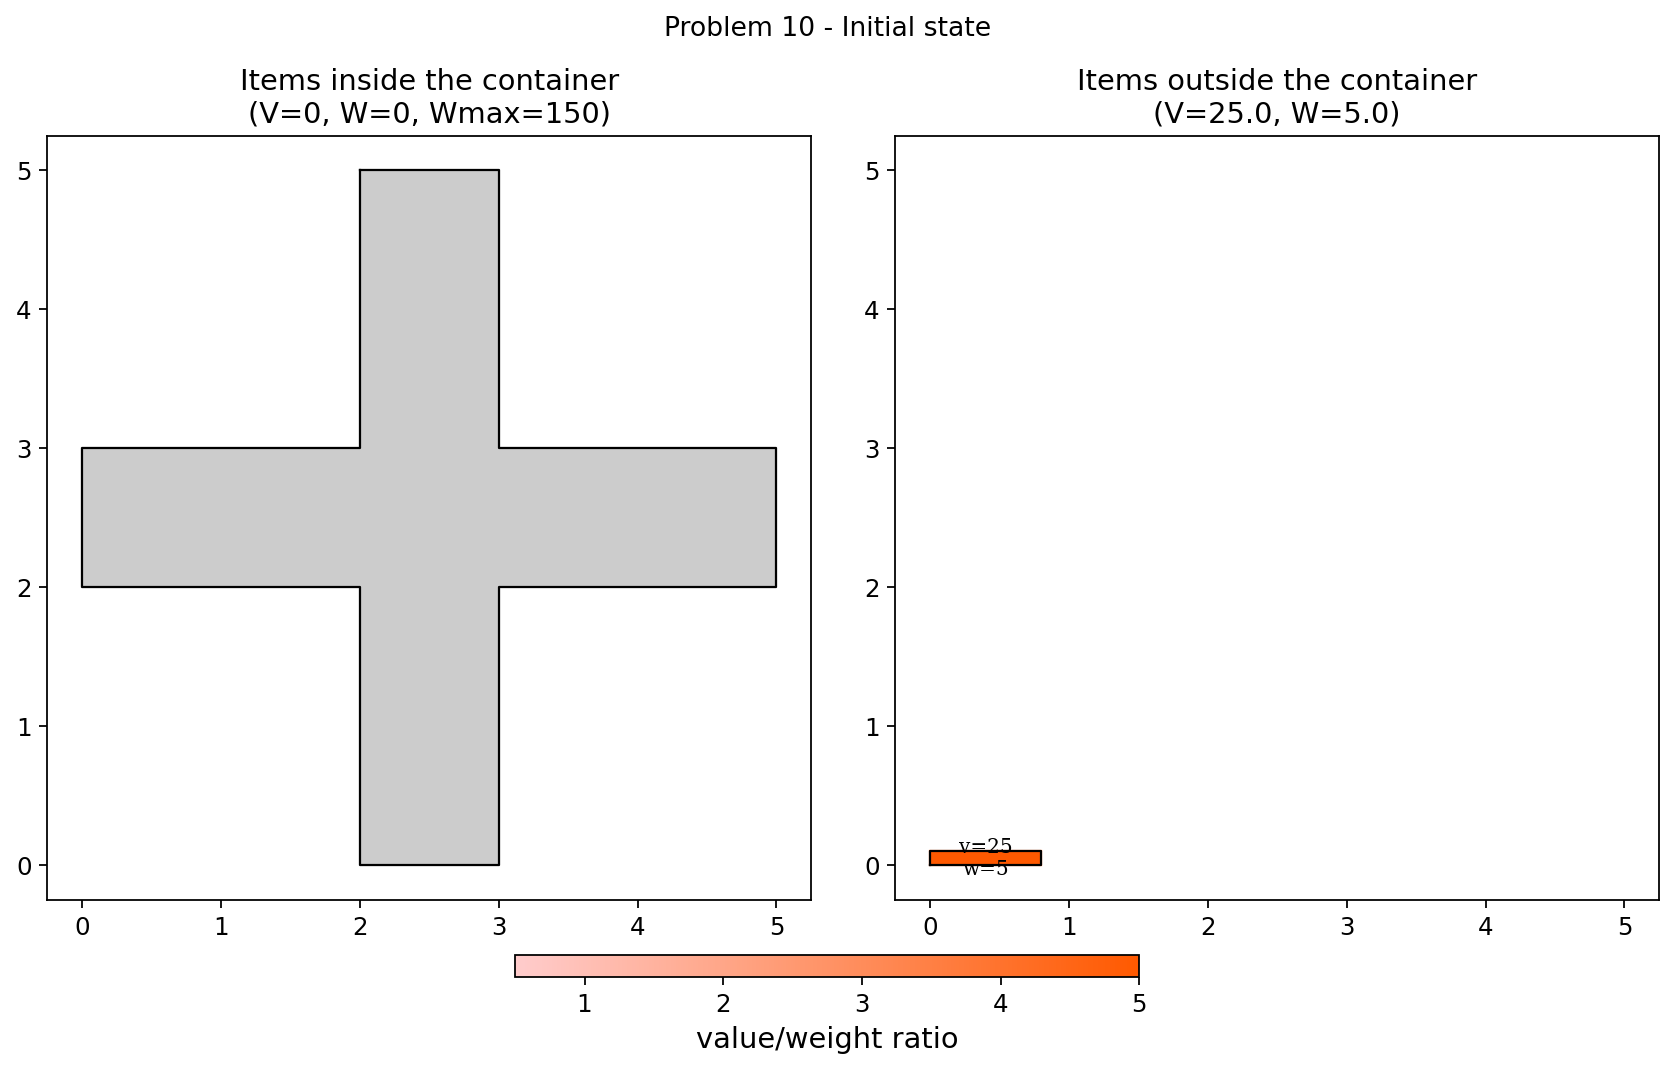 Problem 10 - Initial state
Items inside the container
(V=0, W=0, Wmax=150)
5
4
3
2
1
0
0 1 2 3 4 5
Items outside the container
(V=25.0, W=5.0)
5
4
3
2
1
0
v=25
w=5
0 1 2 3 4 5
1 2 3 4 5
value/weight ratio